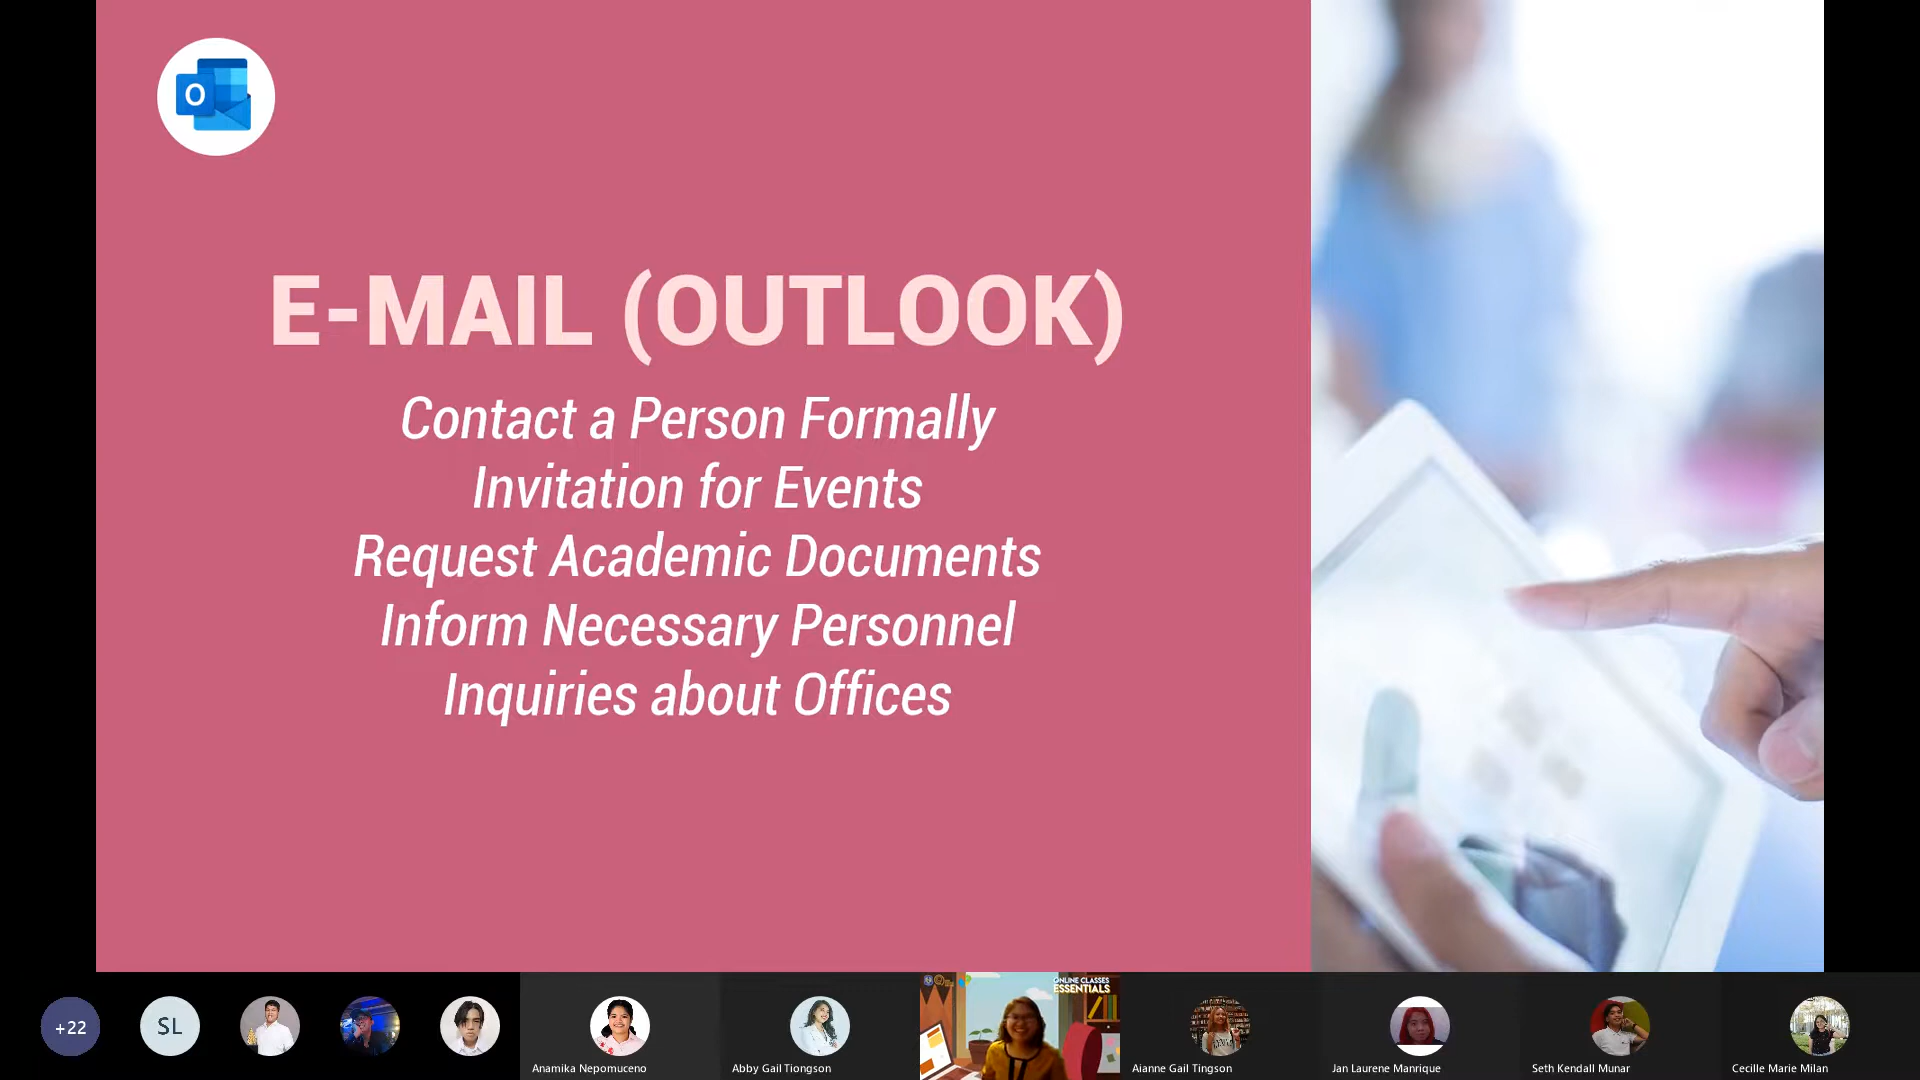 O
E-MAIL (OUTLOOK)
Contact a Person Formally
Invitation for Events
Request Academic Documents
Inform Necessary Personnel
Inquiries about Offices
+22
SL
Anamika Nepomuceno
Abby Gail Tiongson
ONLINE CLASSES
ESSENTIALS
Aianne Gail Tingson
Jan Laurene Manrique
Seth Kendall Munar
Cecille Marie Milan